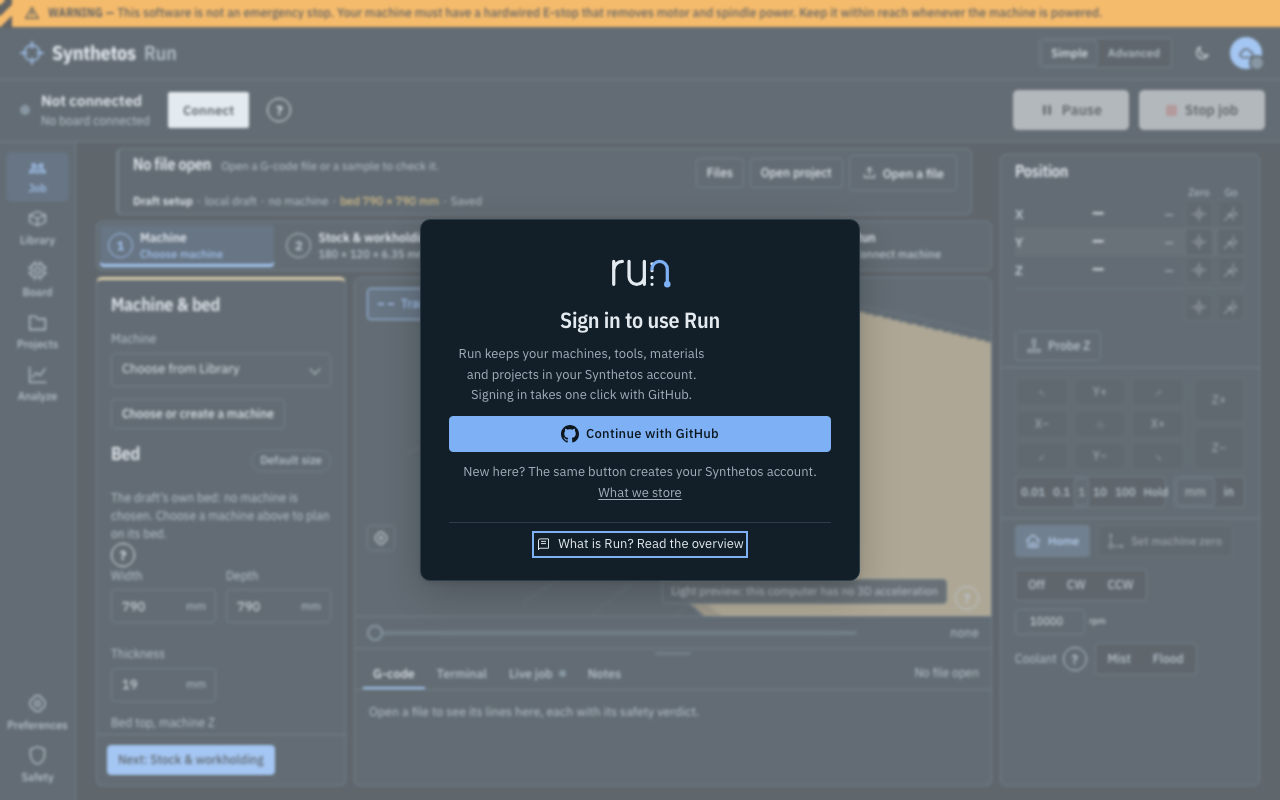 WARNING — This software is not an emergency stop. Your machine must have a hardwired E-stop that removes motor and spindle power. Keep it within reach whenever the machine is powered.
Synthetos Run
Simple
Advanced
Not connected
No board connected
Connect
?
Pause
Stop job
Job
Library
Board
Projects
Analyze
Preferences
Safety
No file open Open a G-code file or a sample to check it.
Files
Open project
Open a file
Draft setup · local draft · no machine · bed 790 × 790 mm · Saved
1 Machine
Choose machine
2
180 × 120 × 6.35
Machine & bed
Machine
Choose from Library
Choose or create a machine
Bed
Default size
The draft's own bed: no machine is
chosen. Choose a machine above to plan
on its bed.
?
Width
Depth
790 mm
790 mm
Thickness
19 mm
Bed top, machine Z
Next: Stock & workholding
run
Sign in to use Run
Run keeps your machines, tools, materials
and projects in your Synthetos account.
Signing in takes one click with GitHub.
Continue with GitHub
New here? The same button creates your Synthetos account.
What we store
What is Run? Read the overview
Light preview: this computer has no 3D acceleration
?
none
G-code
Terminal
Live job
Notes
No file open
Open a file to see its lines here, each with its safety verdict.
Position
Zero Go
X — –
Y — –
Z — –
Probe Z
Y+
Z+
X-
X+
Y-
Z-
0.01 0.1 1 10 100 Hold
mm in
Home
Set machine zero
Off CW CCW
10000 rpm
Coolant ? Mist Flood